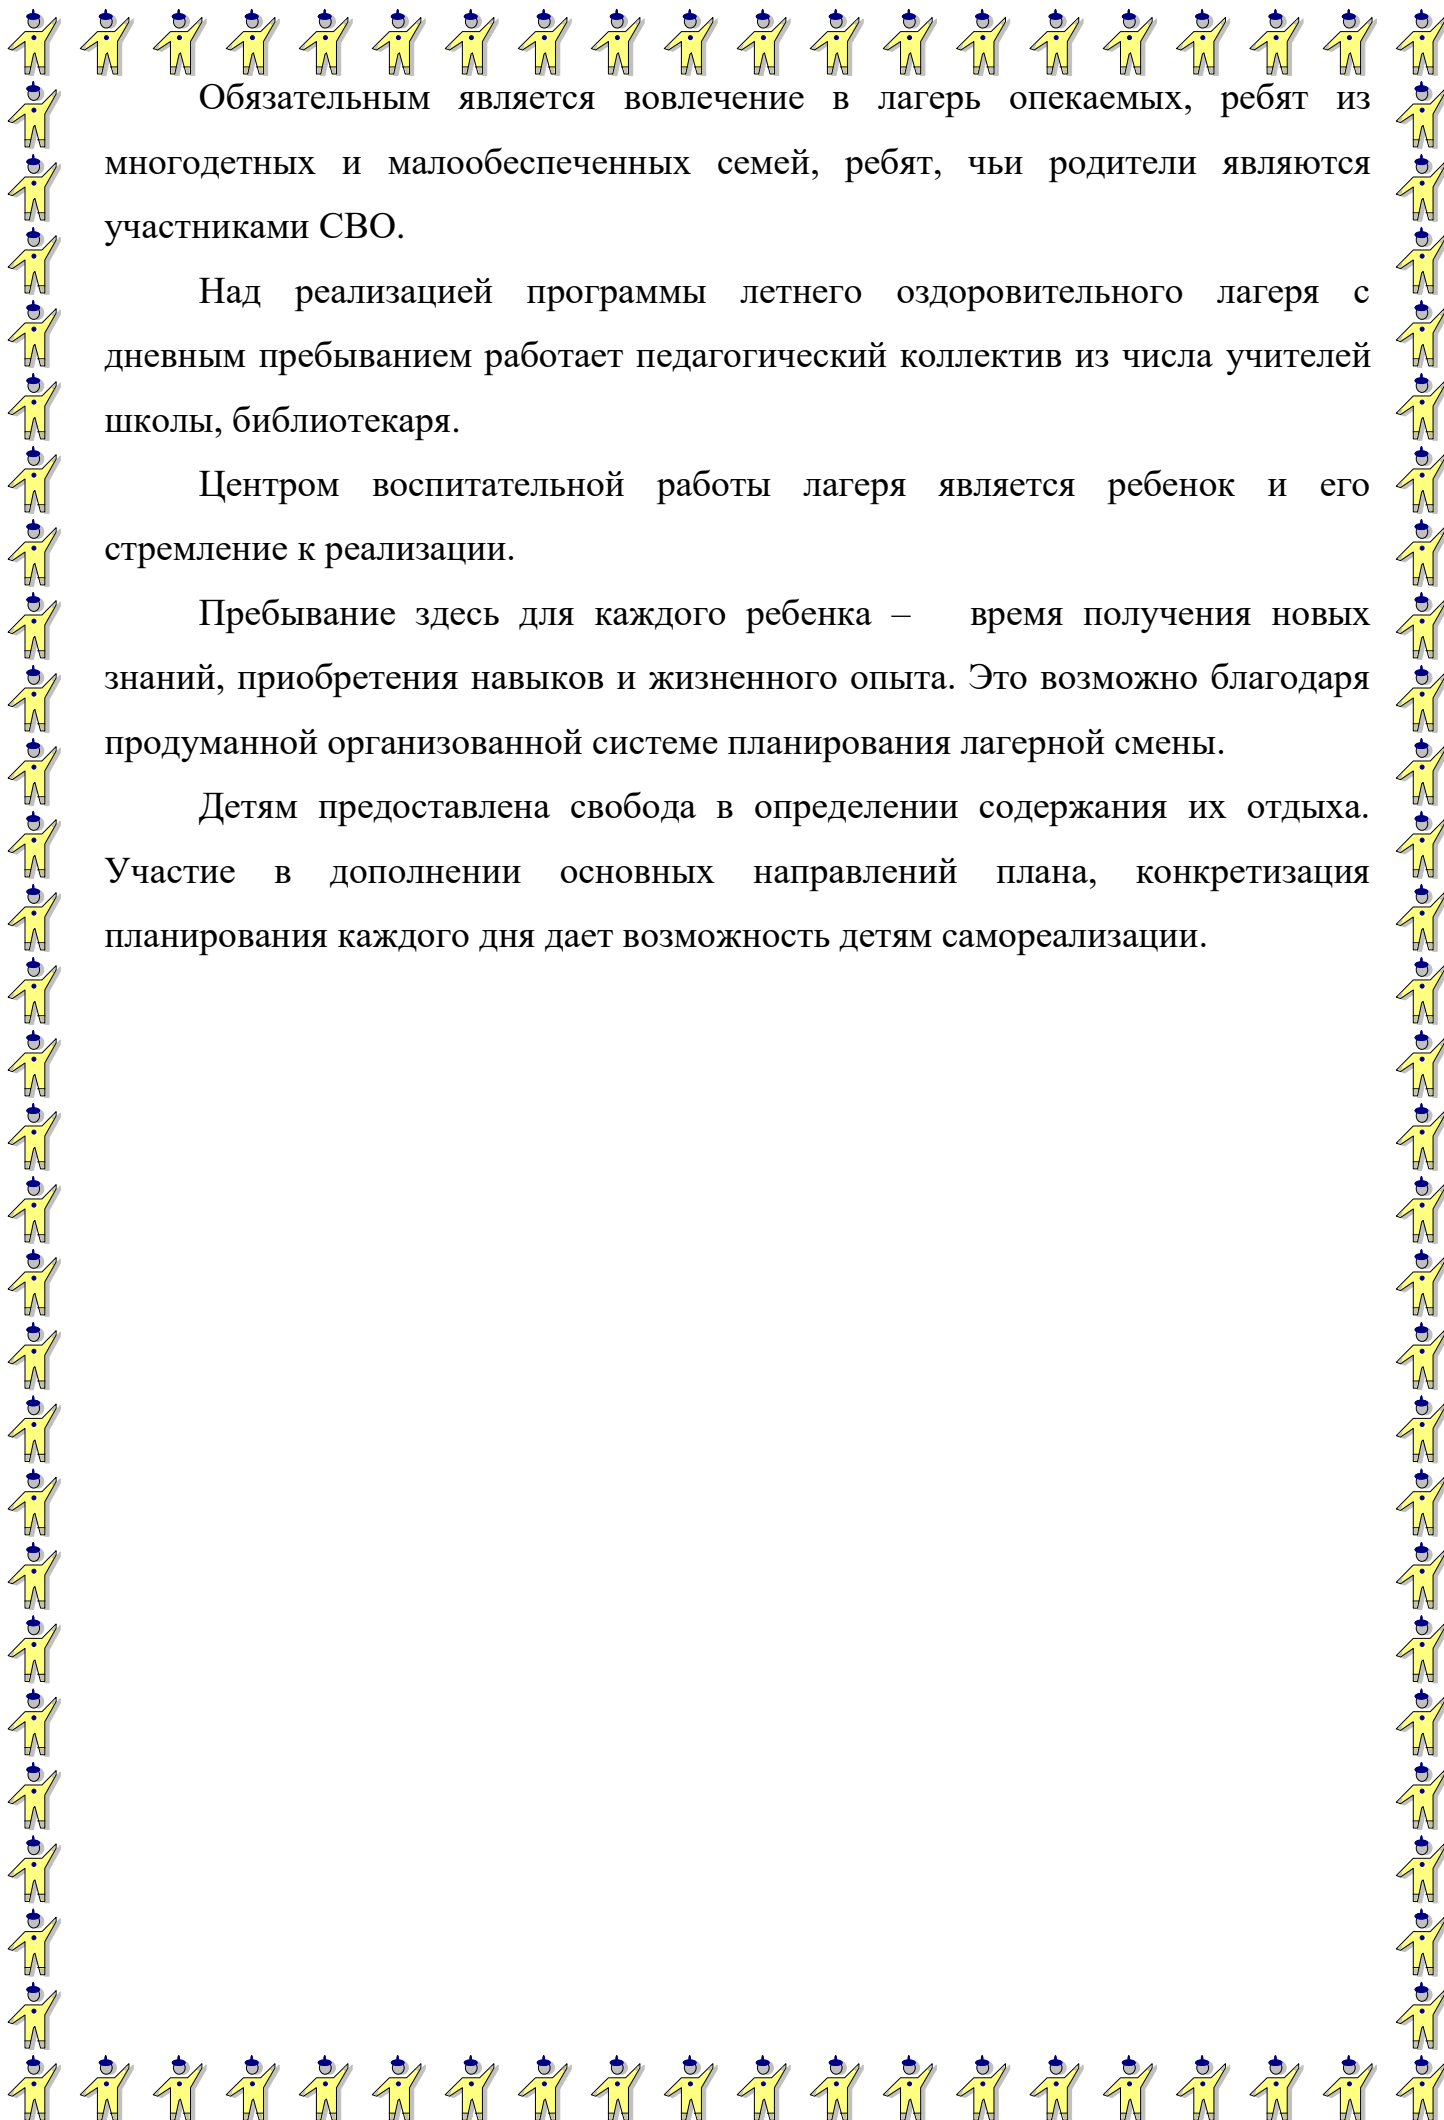 Обязательным является вовлечение в лагерь опекаемых, ребят из
многодетных и малообеспеченных семей, ребят, чьи родители являются
участниками СВО.
Над реализацией программы летнего оздоровительного лагеря с
дневным пребыванием работает педагогический коллектив из числа учителей
школы, библиотекаря.
Центром воспитательной работы лагеря является ребенок и его
стремление к реализации.
Пребывание здесь для каждого ребенка – время получения новых
знаний, приобретения навыков и жизненного опыта. Это возможно благодаря
продуманной организованной системе планирования лагерной смены.
Детям предоставлена свобода в определении содержания их отдыха.
Участие в дополнении основных направлений плана, конкретизация
планирования каждого дня дает возможность детям самореализации.